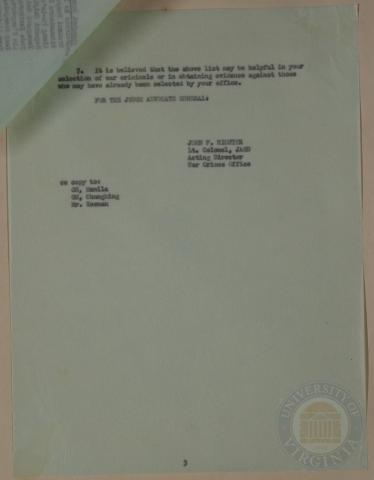 7. It is believed that the above list may be helpful in your
selection of war criminals or in obtaining evidence against those
who may have already been selected by your office.
FOR THE JUDGE ADVOCATE GENERAL:
JOHN F. RICHTER
Lt. Colonel, JAGD
Acting Director
War Crimes Office
cc copy to:
CG, Manila
CG, Chungking
Mr. Keenan
3
UNIVERSITY OF VIRGINIA